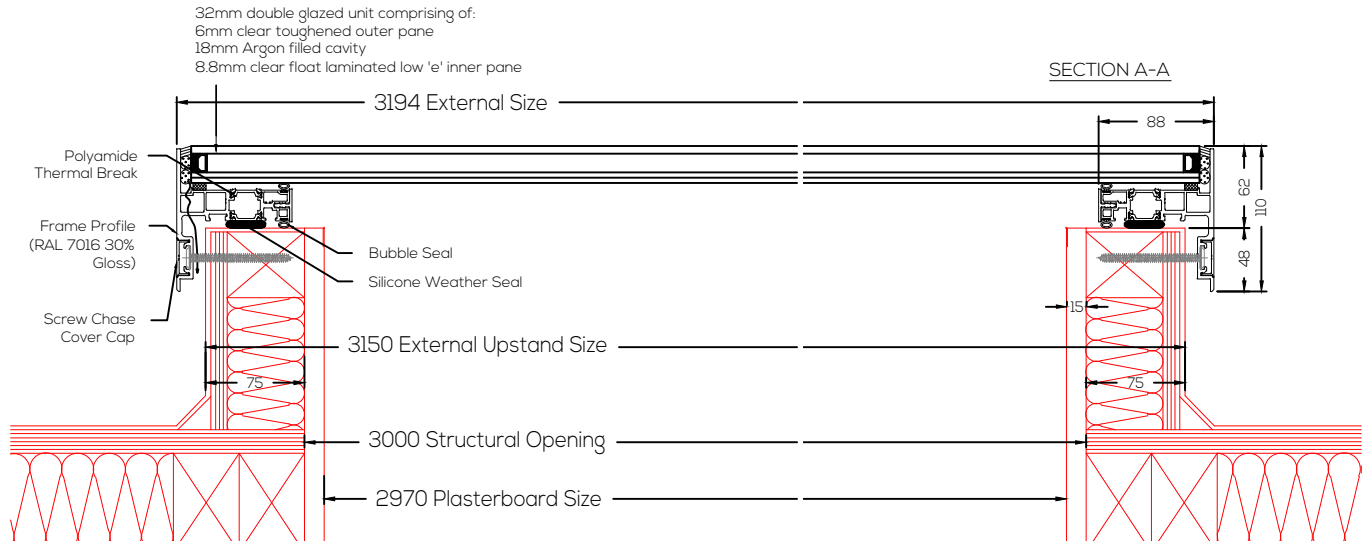 32mm double glazed unit comprising of:
6mm clear toughened outer pane
18mm Argon filled cavity
8.8mm clear float laminated low 'e' inner pane
SECTION A-A
3194 External Size
88
Polyamide
Thermal Break
62
110
Frame Profile
(RAL 7016 30%
Gloss)
48
Bubble Seal
Silicone Weather Seal
15
Screw Chase
Cover Cap
3150 External Upstand Size
75
75
3000 Structural Opening
2970 Plasterboard Size